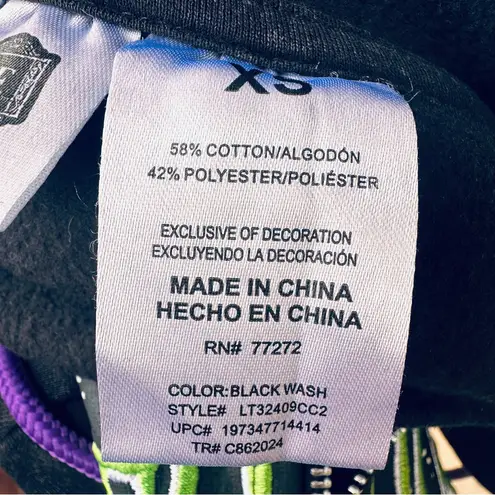 XS
58% COTTON/ALGODÓN
42% POLYESTER/POLIÉSTER
EXCLUSIVE OF DECORATION
EXCLUYENDO LA DECORACIÓN
MADE IN CHINA
HECHO EN CHINA
RN# 77272
COLOR:BLACK WASH
STYLE# LT32409CC2
UPC# 197347714414
TR# C862024